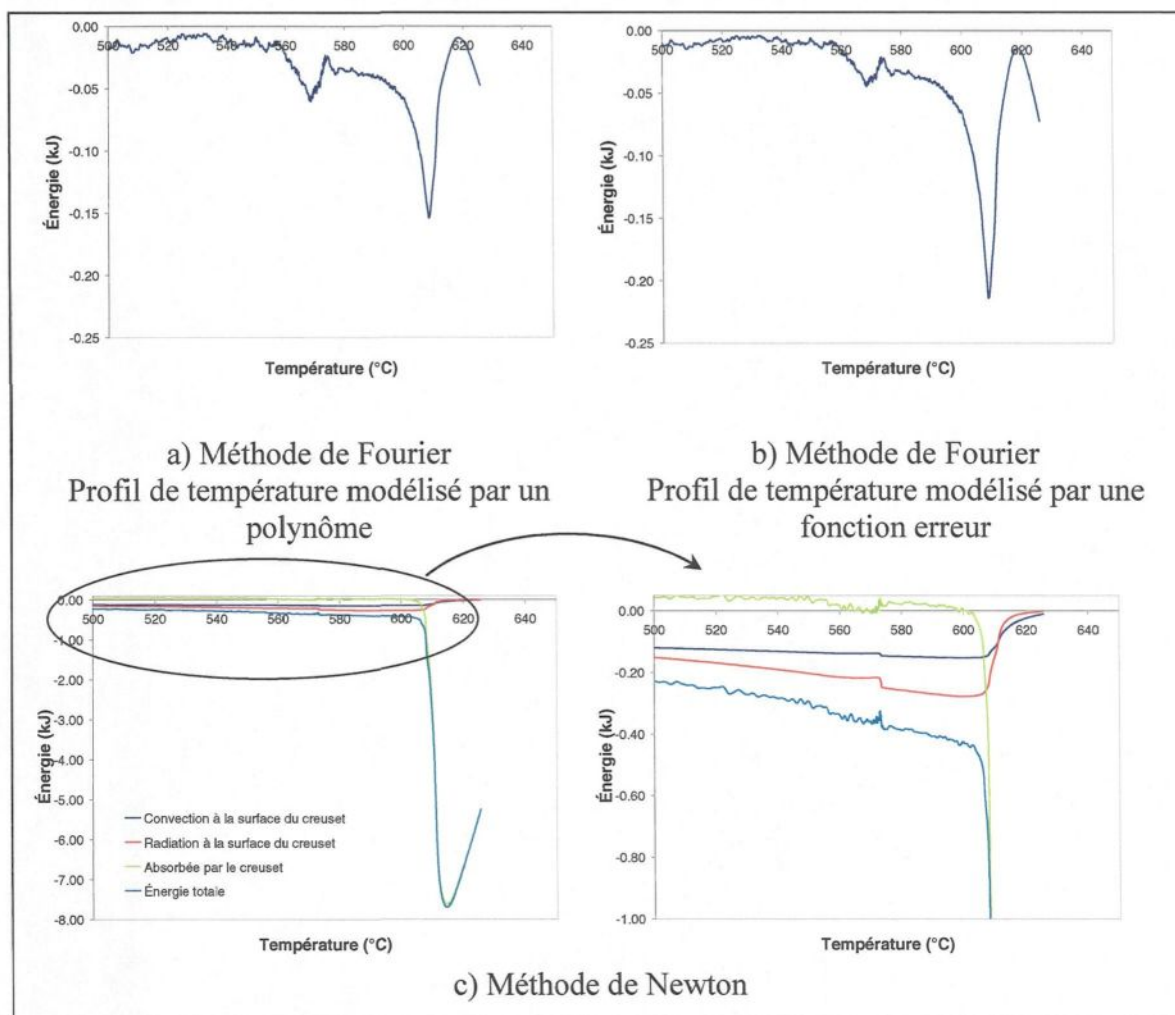 0.00
500 520 540 560 580 600 620 640
-0.05
-0.10
-0.15
-0.20
-0.25
Énergie (kJ)
Température (°C)
a) Méthode de Fourier
Profil de température modélisé par un
polynôme
0.00
500 520 540 560 580 600 620 640
-0.05
-0.10
-0.15
-0.20
-0.25
Énergie (kJ)
Température (°C)
b) Méthode de Fourier
Profil de température modélisé par une
fonction erreur
0.00
500 520 540 560 580 600 620 640
-1.00
-2.00
-3.00
-4.00
-5.00
-6.00
-7.00
-8.00
Énergie (kJ)
Convection à la surface du creuset
Radiation à la surface du creuset
Absorbée par le creuset
Énergie totale
Température (°C)
0.00
500 520 540 560 580 600 620 640
-0.20
-0.40
-0.60
-0.80
-1.00
Énergie (kJ)
Température (°C)
c) Méthode de Newton